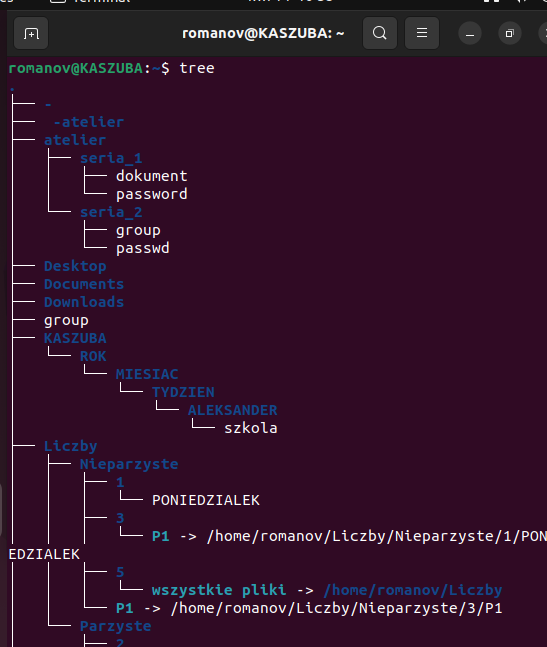 romanov@KASZUBA: ~
romanov@KASZUBA:~$ tree
.
├── -
├──  -atelier
├── atelier
│   ├── seria_1
│   │   ├── dokument
│   │   └── password
│   └── seria_2
│       ├── group
│       └── passwd
├── Desktop
├── Documents
├── Downloads
├── group
├── KASZUBA
│   └── ROK
│       └── MIESIAC
│           └── TYDZIEN
│               └── ALEKSANDER
│                   └── szkola
├── Liczby
│   ├── Nieparzyste
│   │   ├── 1
│   │   │   └── PONIEDZIALEK
│   │   ├── 3
│   │   │   └── P1 -> /home/romanov/Liczby/Nieparzyste/1/PON
EDZIALEK
│   │   ├── 5
│   │   │   └── wszystkie pliki -> /home/romanov/Liczby
│   │   └── P1 -> /home/romanov/Liczby/Nieparzyste/3/P1
│   └── Parzyste
│       ├── 2